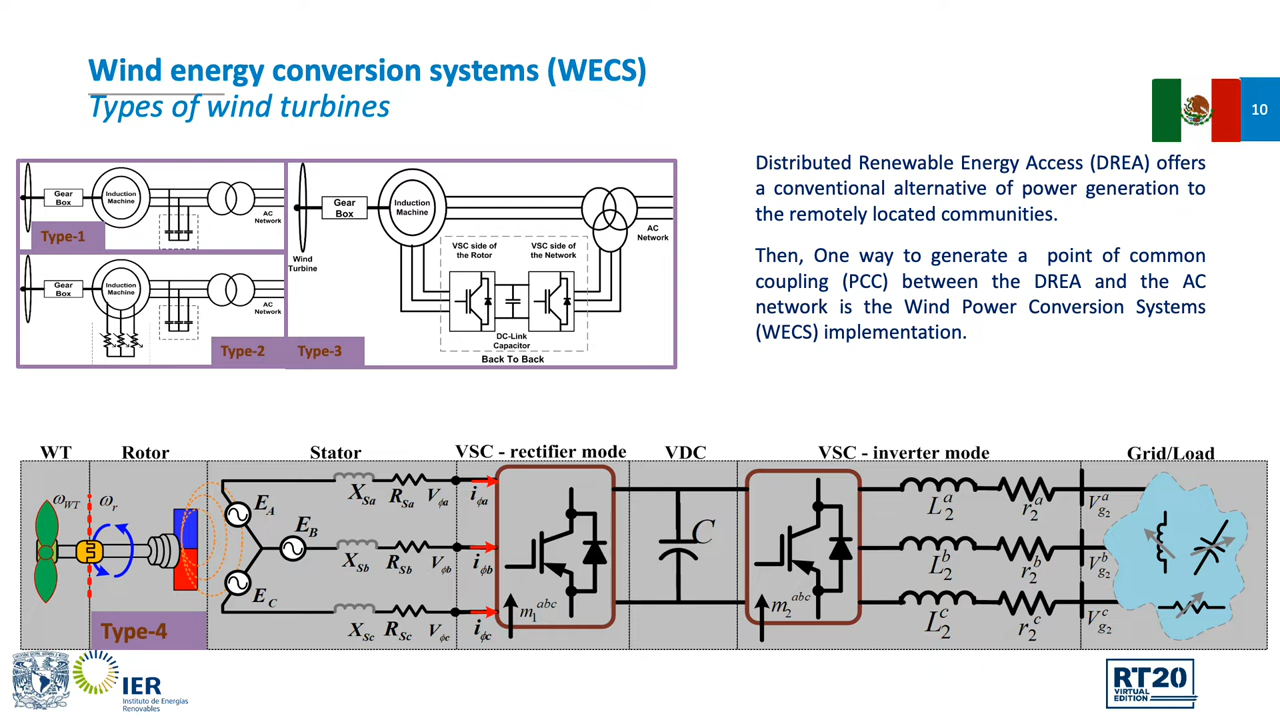 Wind energy conversion systems (WECS)
Types of wind turbines
10
Gear
Box
Induction
Machine
AC
Network
Type-1
Gear
Box
Induction
Machine
AC
Network
Type-2
Wind
Turbine
Gear
Box
Induction
Machine
AC
Network
VSC side of
the Rotor
VSC side of
the Network
DC-Link
Capacitor
Back To Back
Type-3
Distributed Renewable Energy Access (DREA) offers
a conventional alternative of power generation to
the remotely located communities.
Then, One way to generate a point of common
coupling (PCC) between the DREA and the AC
network is the Wind Power Conversion Systems
(WECS) implementation.
WT Rotor Stator VSC - rectifier mode VDC VSC - inverter mode Grid/Load
ω_WT ω_r
E_A X_Sa R_Sa V_ϕa i_ϕa L_2^a r_2^a V_g2^a
E_B X_Sb R_Sb V_ϕb i_ϕb C L_2^b r_2^b V_g2^b
E_C X_Sc R_Sc V_ϕc i_ϕc m_1^abc m_2^abc L_2^c r_2^c V_g2^c
Type-4
IER
Instituto de Energías
Renovables
RT20
VIRTUAL
EDITION